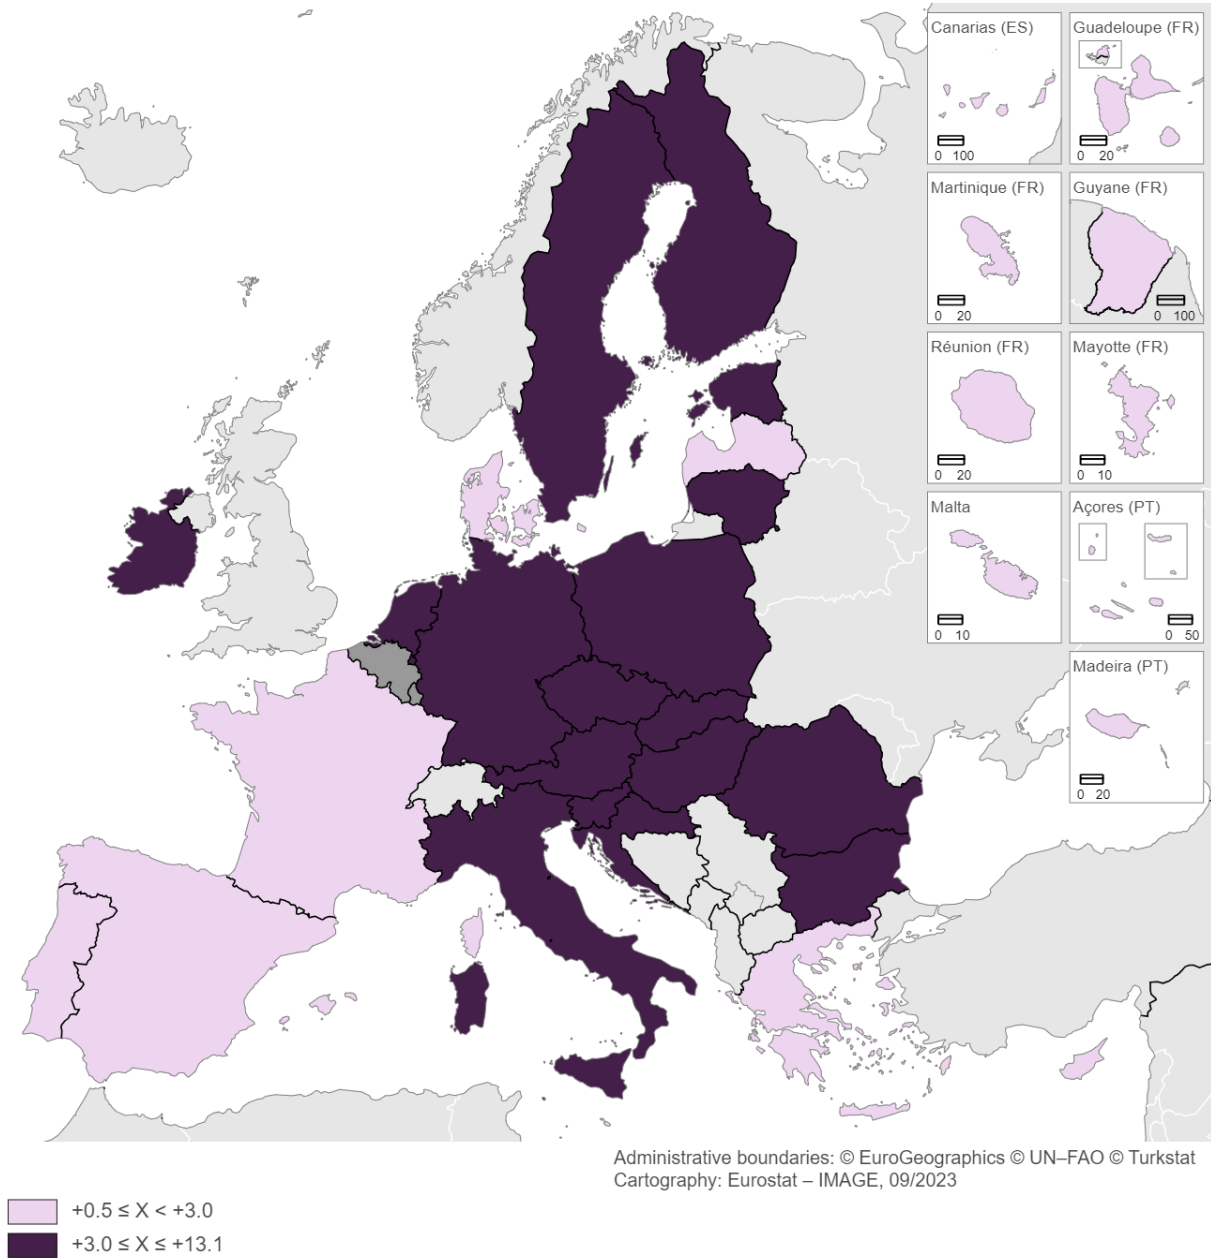 Canarias (ES)
0 100
Guadeloupe (FR)
0 20
Martinique (FR)
0 20
Guyane (FR)
0 100
Réunion (FR)
0 20
Mayotte (FR)
0 10
Malta
0 10
Açores (PT)
0 50
Madeira (PT)
0 20
Administrative boundaries: © EuroGeographics © UN–FAO © Turkstat
Cartography: Eurostat – IMAGE, 09/2023
+0.5 ≤ X < +3.0
+3.0 ≤ X ≤ +13.1